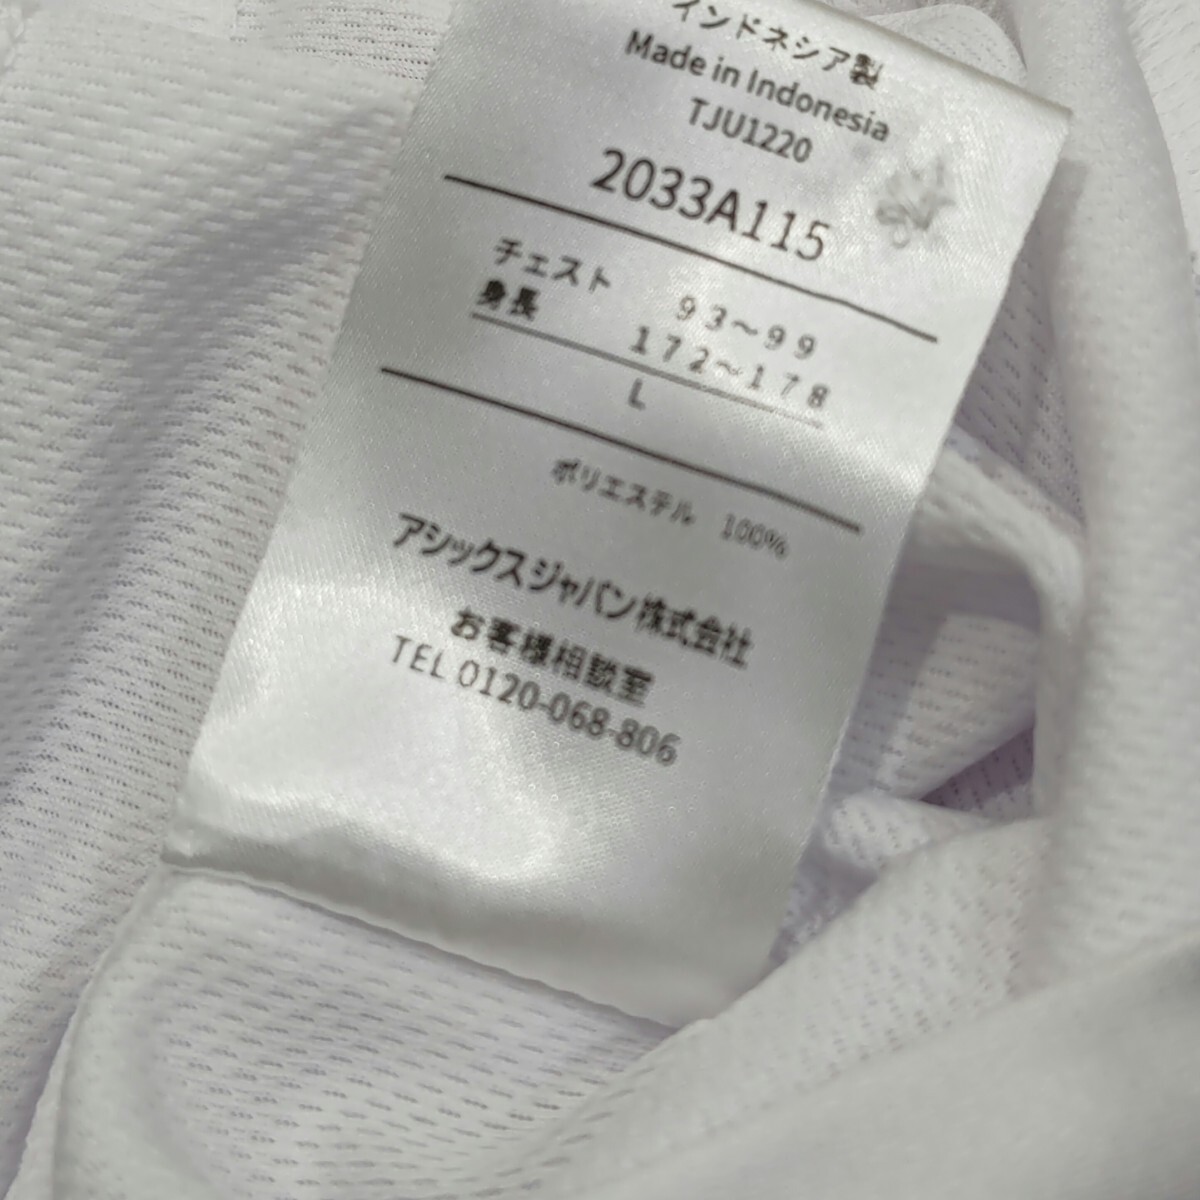 インドネシア製
Made in Indonesia
TJU1220
2033A115
チェスト 93～99
身長 172～178
L
ポリエステル 100%
アシックスジャパン株式会社
お客様相談室
TEL 0120-068-806